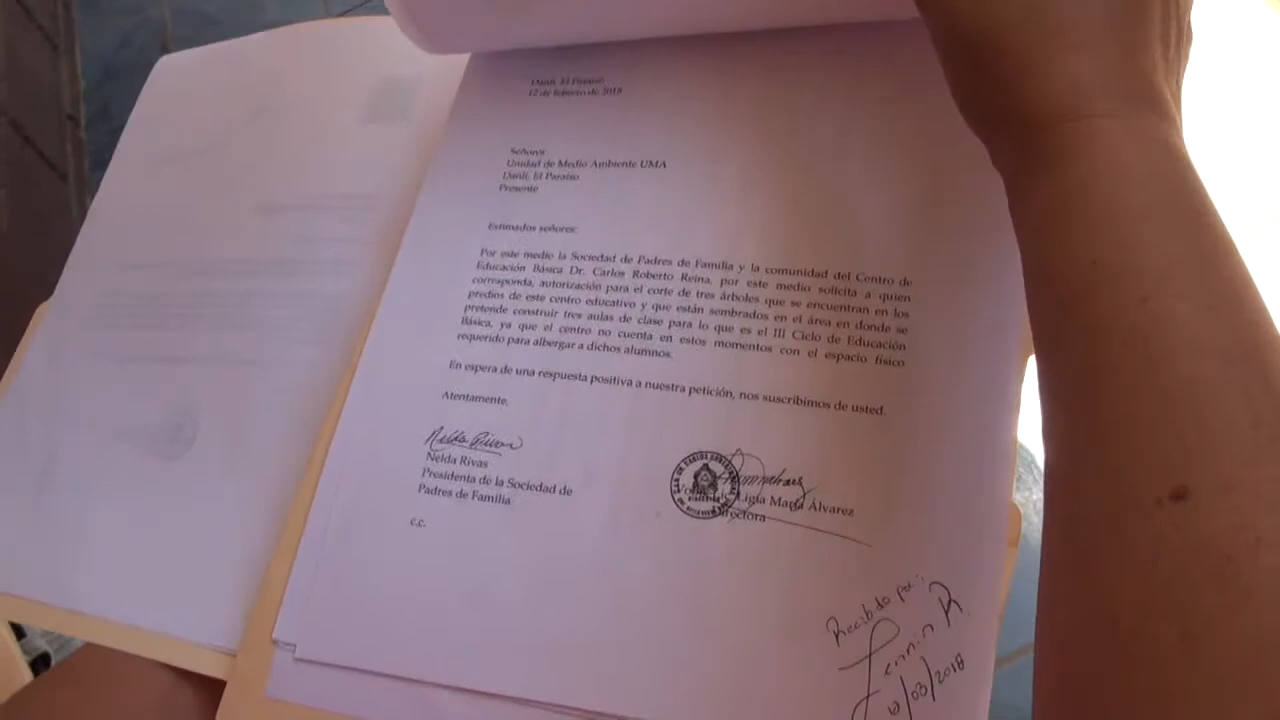 Danlí, El Paraíso
12 de febrero de 2018
Señores
Unidad de Medio Ambiente UMA
Danlí, El Paraíso
Presente
Estimados señores:
Por este medio la Sociedad de Padres de Familia y la comunidad del Centro de
Educación Básica Dr. Carlos Roberto Reina, por este medio solicita a quien
corresponda, autorización para el corte de tres árboles que se encuentran en los
predios de este centro educativo y que están sembrados en el área en donde se
pretende construir tres aulas de clase para lo que es el III Ciclo de Educación
Básica, ya que el centro no cuenta en estos momentos con el espacio físico
requerido para albergar a dichos alumnos.
En espera de una respuesta positiva a nuestra petición, nos suscribimos de usted.
Atentamente,
Nelda Rivas
Nelda Rivas
Presidenta de la Sociedad de
Padres de Familia
Ligia María Álvarez
Directora
c.c.
Recibido por:
Fermin R.
/03/2018